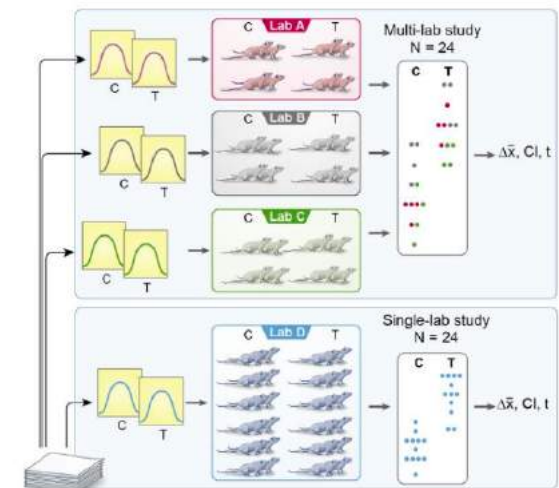 C Lab A T
Multi-lab study
N = 24
C T
C T
C Lab B T
Δx̄, CI, t
C T
C Lab C T
C T
Single-lab study
N = 24
C Lab D T
C T
C T
Δx̄, CI, t